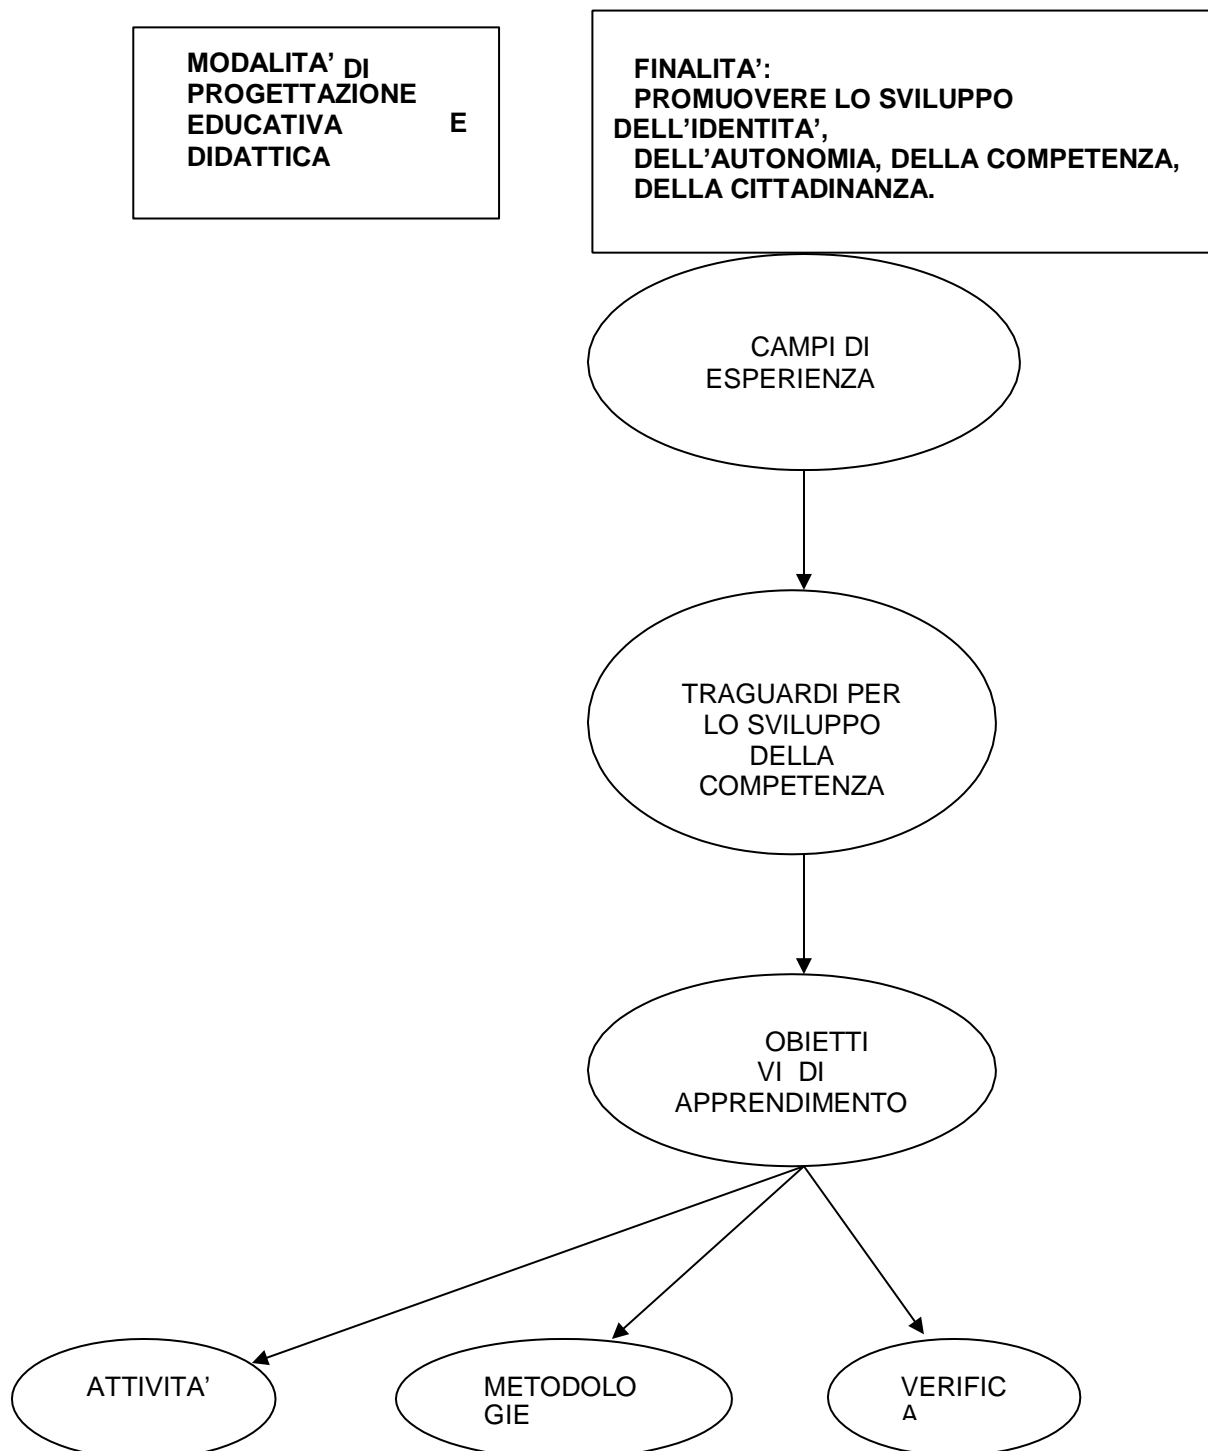 MODALITA’ DI
PROGETTAZIONE
EDUCATIVA E
DIDATTICA
FINALITA’:
PROMUOVERE LO SVILUPPO
DELL’IDENTITA’,
DELL’AUTONOMIA, DELLA COMPETENZA,
DELLA CITTADINANZA.
CAMPI DI
ESPERIENZA
TRAGUARDI PER
LO SVILUPPO
DELLA
COMPETENZA
OBIETTI
VI DI
APPRENDIMENTO
ATTIVITA’
METODOLO
GIE
VERIFIC
A